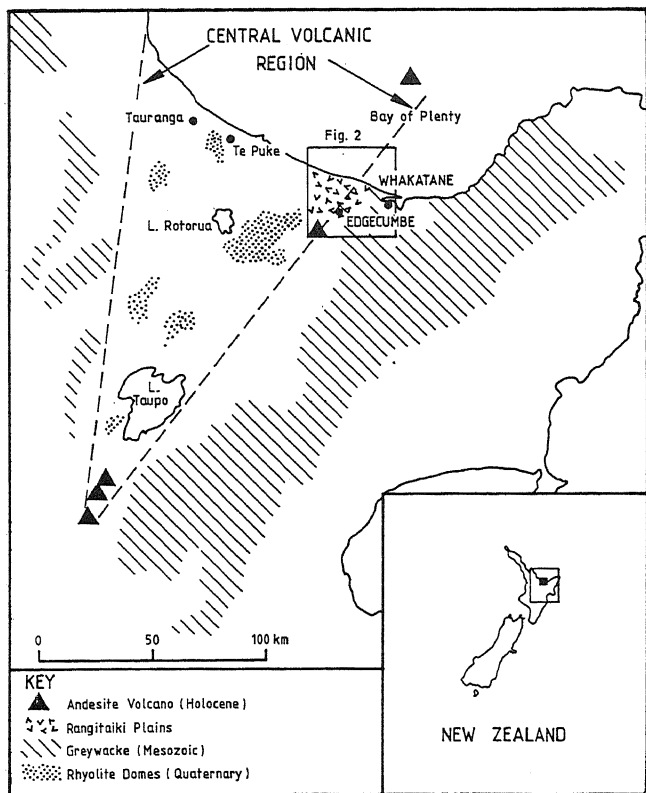 CENTRAL VOLCANIC
REGION
Bay of Plenty
Tauranga
Te Puke
Fig. 2
WHAKATANE
EDGECUMBE
L. Rotorua
L.
Taupo
0 50 100 km
KEY
Andesite Volcano (Holocene)
Rangitaiki Plains
Greywacke (Mesozoic)
Rhyolite Domes (Quaternary)
NEW ZEALAND